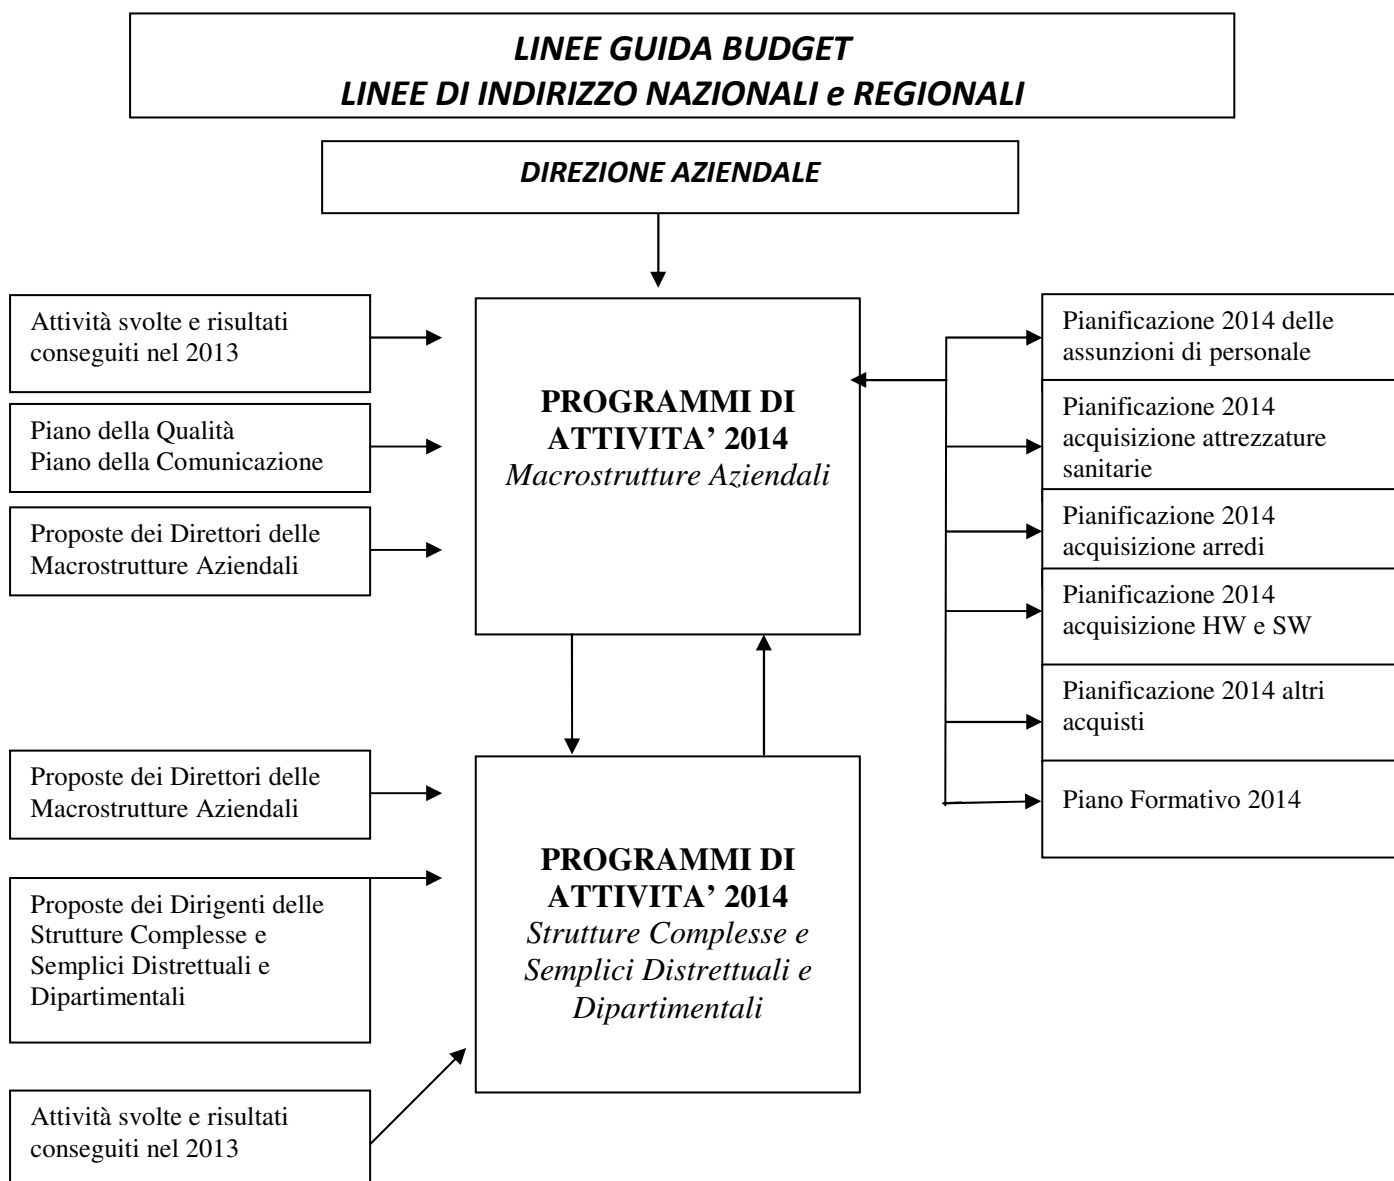 LINEE GUIDA BUDGET
LINEE DI INDIRIZZO NAZIONALI e REGIONALI
DIREZIONE AZIENDALE
Attività svolte e risultati
conseguiti nel 2013
Piano della Qualità
Piano della Comunicazione
Proposte dei Direttori delle
Macrostrutture Aziendali
PROGRAMMI DI
ATTIVITA’ 2014
Macrostrutture Aziendali
Pianificazione 2014 delle
assunzioni di personale
Pianificazione 2014
acquisizione attrezzature
sanitarie
Pianificazione 2014
acquisizione arredi
Pianificazione 2014
acquisizione HW e SW
Pianificazione 2014 altri
acquisti
Piano Formativo 2014
Proposte dei Direttori delle
Macrostrutture Aziendali
Proposte dei Dirigenti delle
Strutture Complesse e
Semplici Distrettuali e
Dipartimentali
Attività svolte e risultati
conseguiti nel 2013
PROGRAMMI DI
ATTIVITA’ 2014
Strutture Complesse e
Semplici Distrettuali e
Dipartimentali